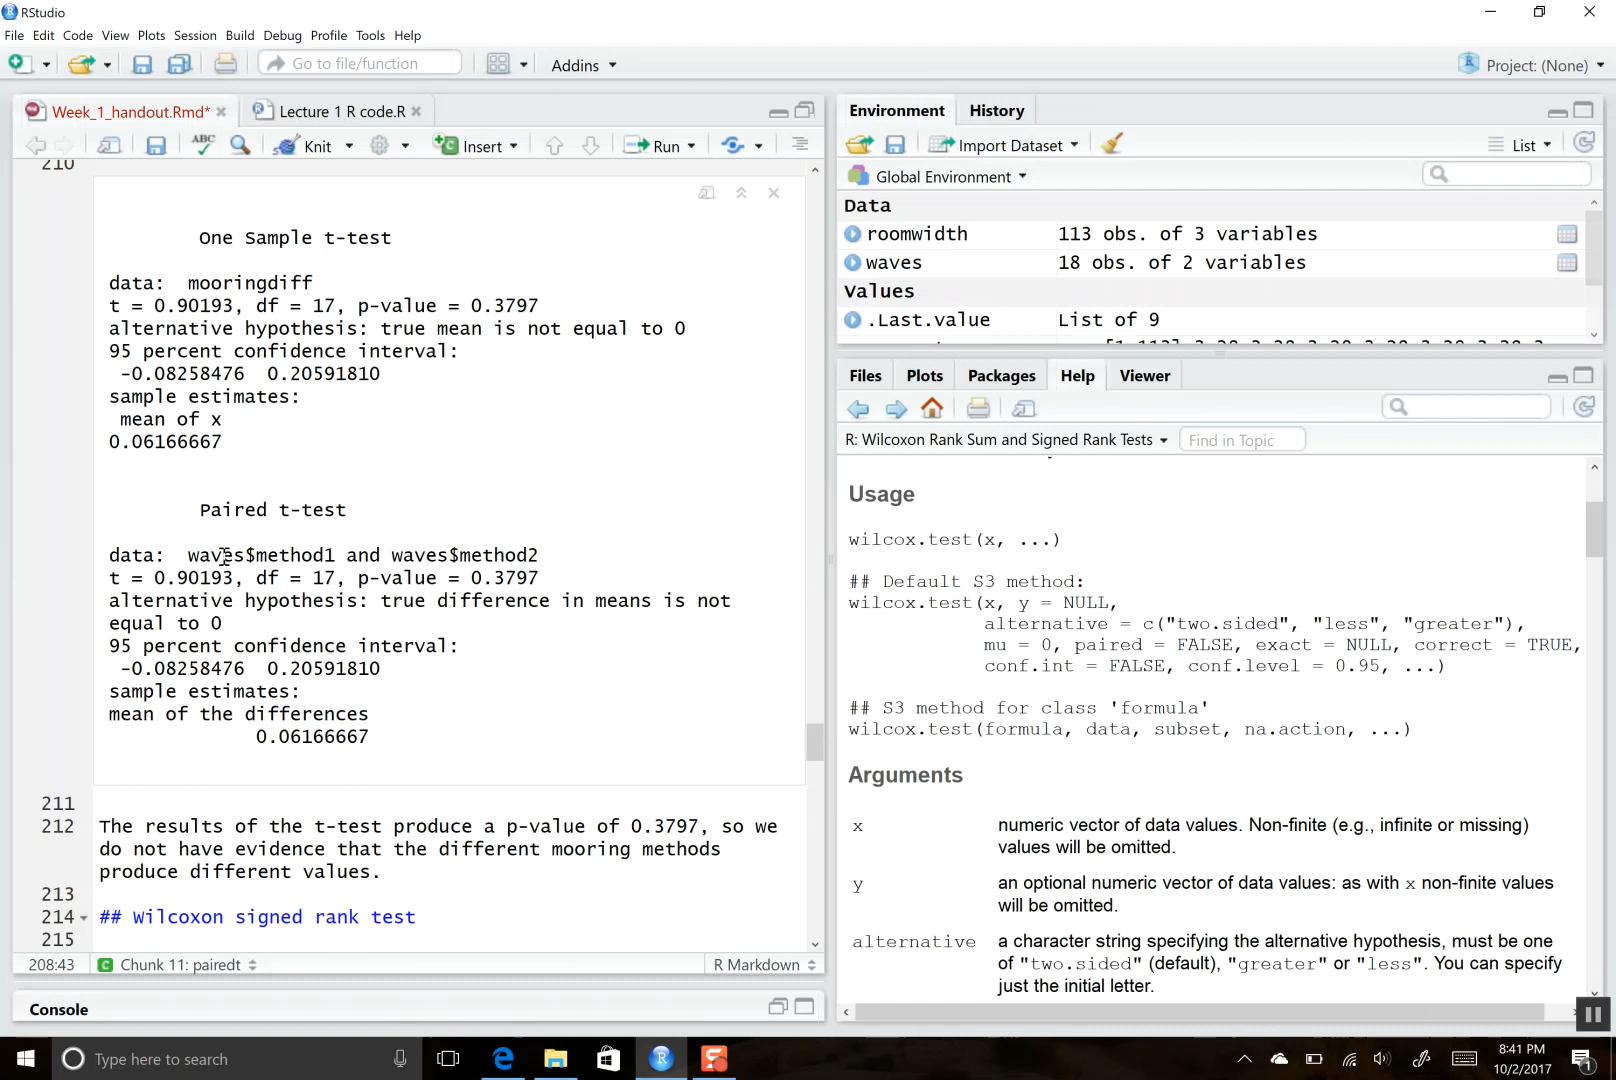 RStudio
File Edit Code View Plots Session Build Debug Profile Tools Help
Go to file/function
Addins
Project: (None)
Week_1_handout.Rmd*
Lecture 1 R code.R
ABC
Knit
Insert
Run
210
One Sample t-test
data: mooringdiff
t = 0.90193, df = 17, p-value = 0.3797
alternative hypothesis: true mean is not equal to 0
95 percent confidence interval:
-0.08258476 0.20591810
sample estimates:
mean of x
0.06166667
Paired t-test
data: waves$method1 and waves$method2
t = 0.90193, df = 17, p-value = 0.3797
alternative hypothesis: true difference in means is not
equal to 0
95 percent confidence interval:
-0.08258476 0.20591810
sample estimates:
mean of the differences
0.06166667
211
212 The results of the t-test produce a p-value of 0.3797, so we
do not have evidence that the different mooring methods
produce different values.
213
214 ## Wilcoxon signed rank test
215
208:43 C Chunk 11: pairedt
R Markdown
Console
Environment History
Import Dataset
List
Global Environment
Data
roomwidth 113 obs. of 3 variables
waves 18 obs. of 2 variables
Values
.Last.value List of 9
Files Plots Packages Help Viewer
R: Wilcoxon Rank Sum and Signed Rank Tests
Find in Topic
Usage
wilcox.test(x, ...)
## Default S3 method:
wilcox.test(x, y = NULL,
alternative = c("two.sided", "less", "greater"),
mu = 0, paired = FALSE, exact = NULL, correct = TRUE,
conf.int = FALSE, conf.level = 0.95, ...)
## S3 method for class 'formula'
wilcox.test(formula, data, subset, na.action, ...)
Arguments
x numeric vector of data values. Non-finite (e.g., infinite or missing)
values will be omitted.
y an optional numeric vector of data values: as with x non-finite values
will be omitted.
alternative a character string specifying the alternative hypothesis, must be one
of "two.sided" (default), "greater" or "less". You can specify
just the initial letter.
Type here to search
8:41 PM
10/2/2017
1